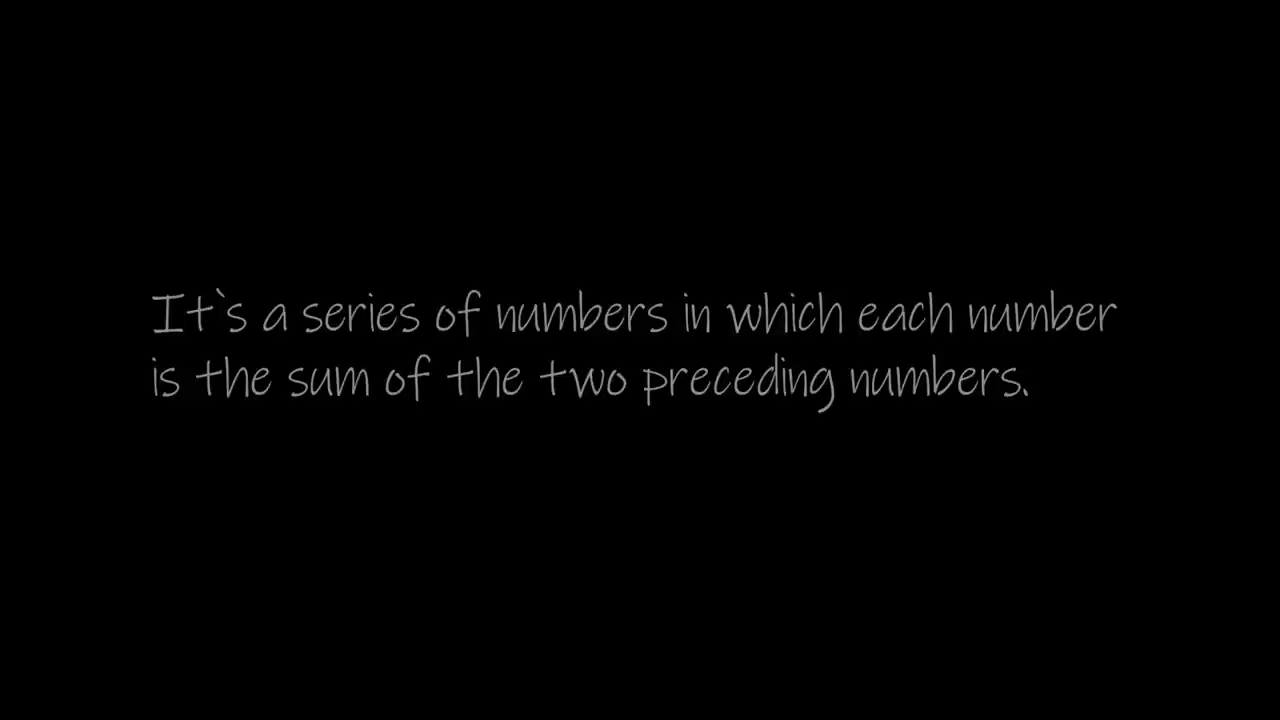 It`s a series of numbers in which each number
is the sum of the two preceding numbers.